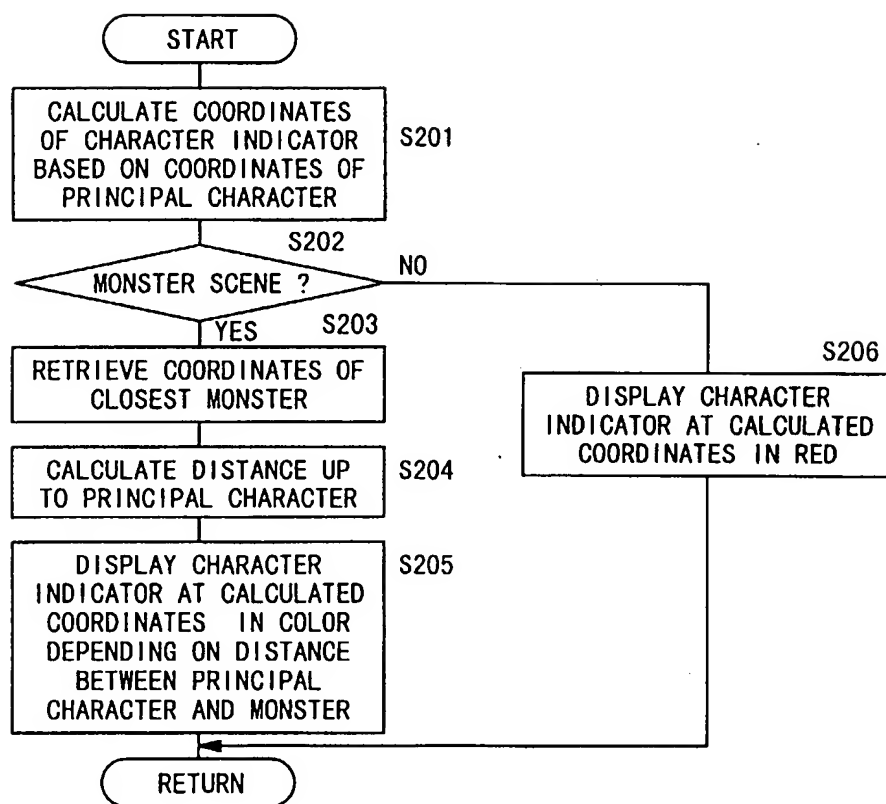 START
CALCULATE COORDINATES
OF CHARACTER INDICATOR
BASED ON COORDINATES OF
PRINCIPAL CHARACTER
S201
S202
MONSTER SCENE ?
NO
YES
S203
RETRIEVE COORDINATES OF
CLOSEST MONSTER
S206
DISPLAY CHARACTER
INDICATOR AT CALCULATED
COORDINATES IN RED
CALCULATE DISTANCE UP
TO PRINCIPAL CHARACTER
S204
DISPLAY CHARACTER
INDICATOR AT CALCULATED
COORDINATES IN COLOR
DEPENDING ON DISTANCE
BETWEEN PRINCIPAL
CHARACTER AND MONSTER
S205
RETURN